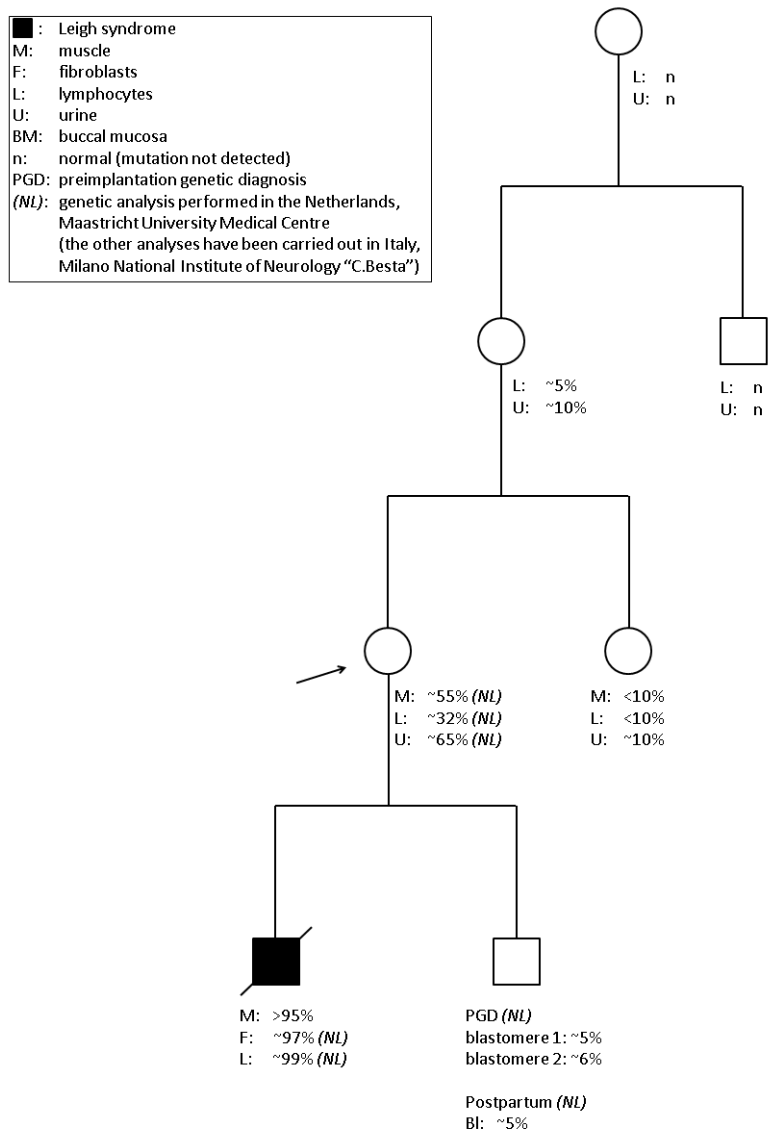 : Leigh syndrome
M: muscle
F: fibroblasts
L: lymphocytes
U: urine
BM: buccal mucosa
n: normal (mutation not detected)
PGD: preimplantation genetic diagnosis
(NL): genetic analysis performed in the Netherlands,
Maastricht University Medical Centre
(the other analyses have been carried out in Italy,
Milano National Institute of Neurology “C.Besta”)
L: n
U: n
L: ~5%
U: ~10%
L: n
U: n
M: ~55% (NL)
L: ~32% (NL)
U: ~65% (NL)
M: <10%
L: <10%
U: ~10%
M: >95%
F: ~97% (NL)
L: ~99% (NL)
PGD (NL)
blastomere 1: ~5%
blastomere 2: ~6%
Postpartum (NL)
Bl: ~5%